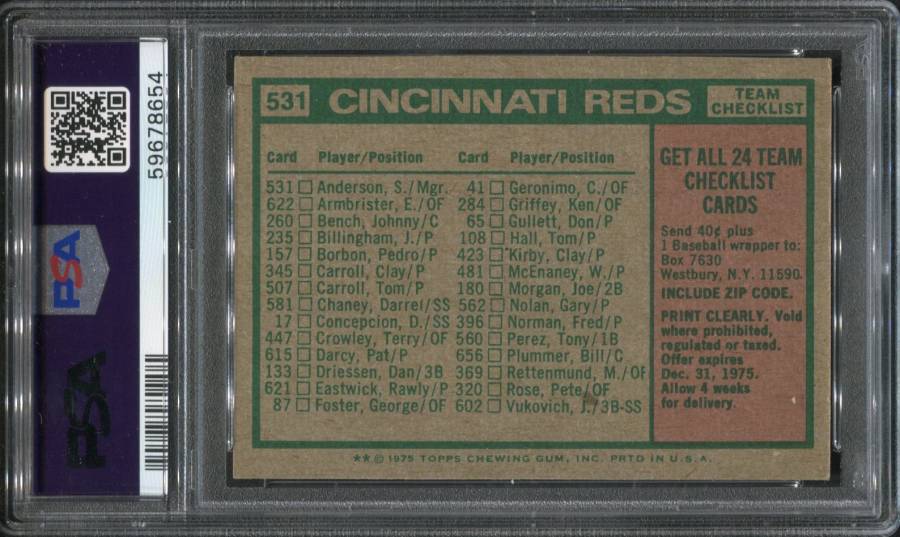 59678654
PSA
PSA
531 CINCINNATI REDS TEAM CHECKLIST
Card Player/Position Card Player/Position
531 Anderson, S./Mgr. 41 Geronimo, C./OF
622 Armbrister, E./OF 284 Griffey, Ken/OF
260 Bench, Johnny/C 65 Gullett, Don/P
235 Billingham, J./P 108 Hall, Tom/P
157 Borbon, Pedro/P 423 Kirby, Clay/P
345 Carroll, Clay/P 481 McEnaney, W./P
507 Carroll, Tom/P 180 Morgan, Joe/2B
581 Chaney, Darrel/SS 562 Nolan, Gary/P
17 Concepcion, D./SS 396 Norman, Fred/P
447 Crowley, Terry/OF 560 Perez, Tony/1B
615 Darcy, Pat/P 656 Plummer, Bill/C
133 Driessen, Dan/3B 369 Rettenmund, M./OF
621 Eastwick, Rawly/P 320 Rose, Pete/OF
87 Foster, George/OF 602 Vukovich, J./3B-SS
GET ALL 24 TEAM
CHECKLIST
CARDS
Send 40¢ plus
1 Baseball wrapper to:
Box 7630
Westbury, N.Y. 11590.
INCLUDE ZIP CODE.
PRINT CLEARLY. Void
where prohibited,
regulated or taxed.
Offer expires
Dec. 31, 1975.
Allow 4 weeks
for delivery.
★★ © 1975 TOPPS CHEWING GUM, INC. PRTD IN U.S.A.